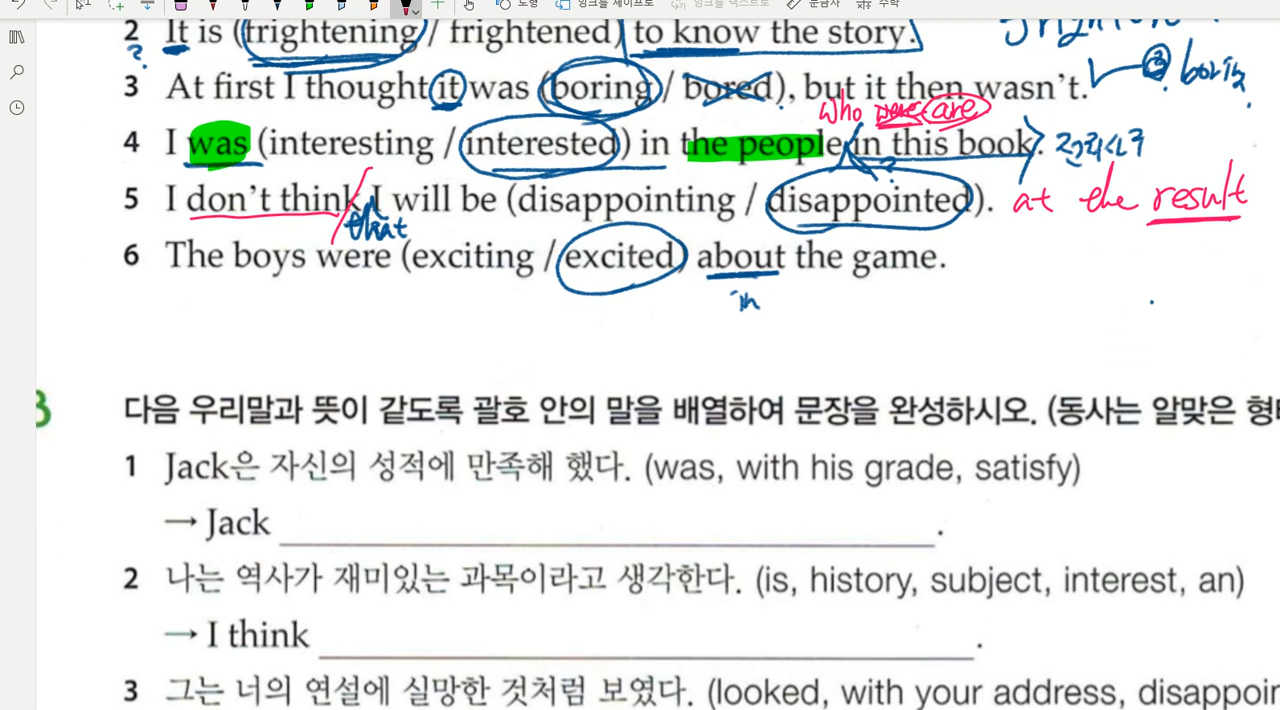 도형
수학
2 It is (frightening / frightened) to know the story.
?
② boring
3 At first I thought it was (boring / bored), but it then wasn't.
who were are
4 I was (interesting / interested) in the people in this book.
5 I don't think I will be (disappointing / disappointed). at the result
that
6 The boys were (exciting / excited) about the game.
in
다음 우리말과 뜻이 같도록 괄호 안의 말을 배열하여 문장을 완성하시오. (동사는 알맞은
1 Jack은 자신의 성적에 만족해 했다. (was, with his grade, satisfy)
→ Jack .
2 나는 역사가 재미있는 과목이라고 생각한다. (is, history, subject, interest, an)
→ I think .
3 그는 너의 연설에 실망한 것처럼 보였다. (looked, with your address, disappoin